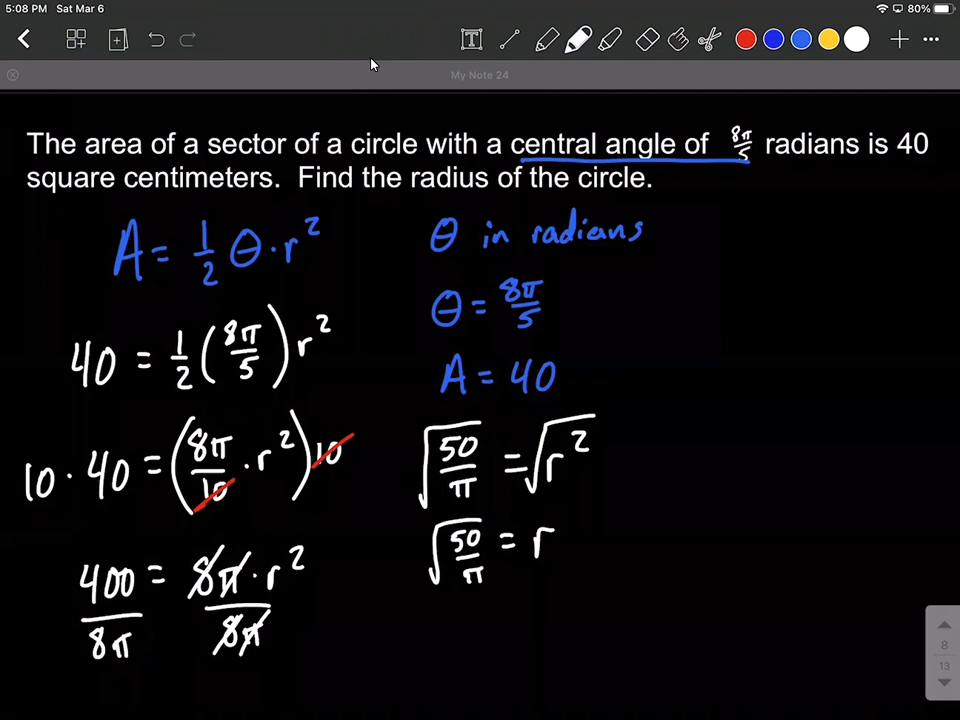 5:08 PM Sat Mar 6 80%
My Note 24
The area of a sector of a circle with a central angle of 8π/5 radians is 40
square centimeters. Find the radius of the circle.
A = 1/2 θ · r²
40 = 1/2 (8π/5) r²
10 · 40 = (8π/10 · r²) 10
400/8π = 8π · r²/8π
θ in radians
θ = 8π/5
A = 40
√(50/π) = √r²
√(50/π) = r
8
13